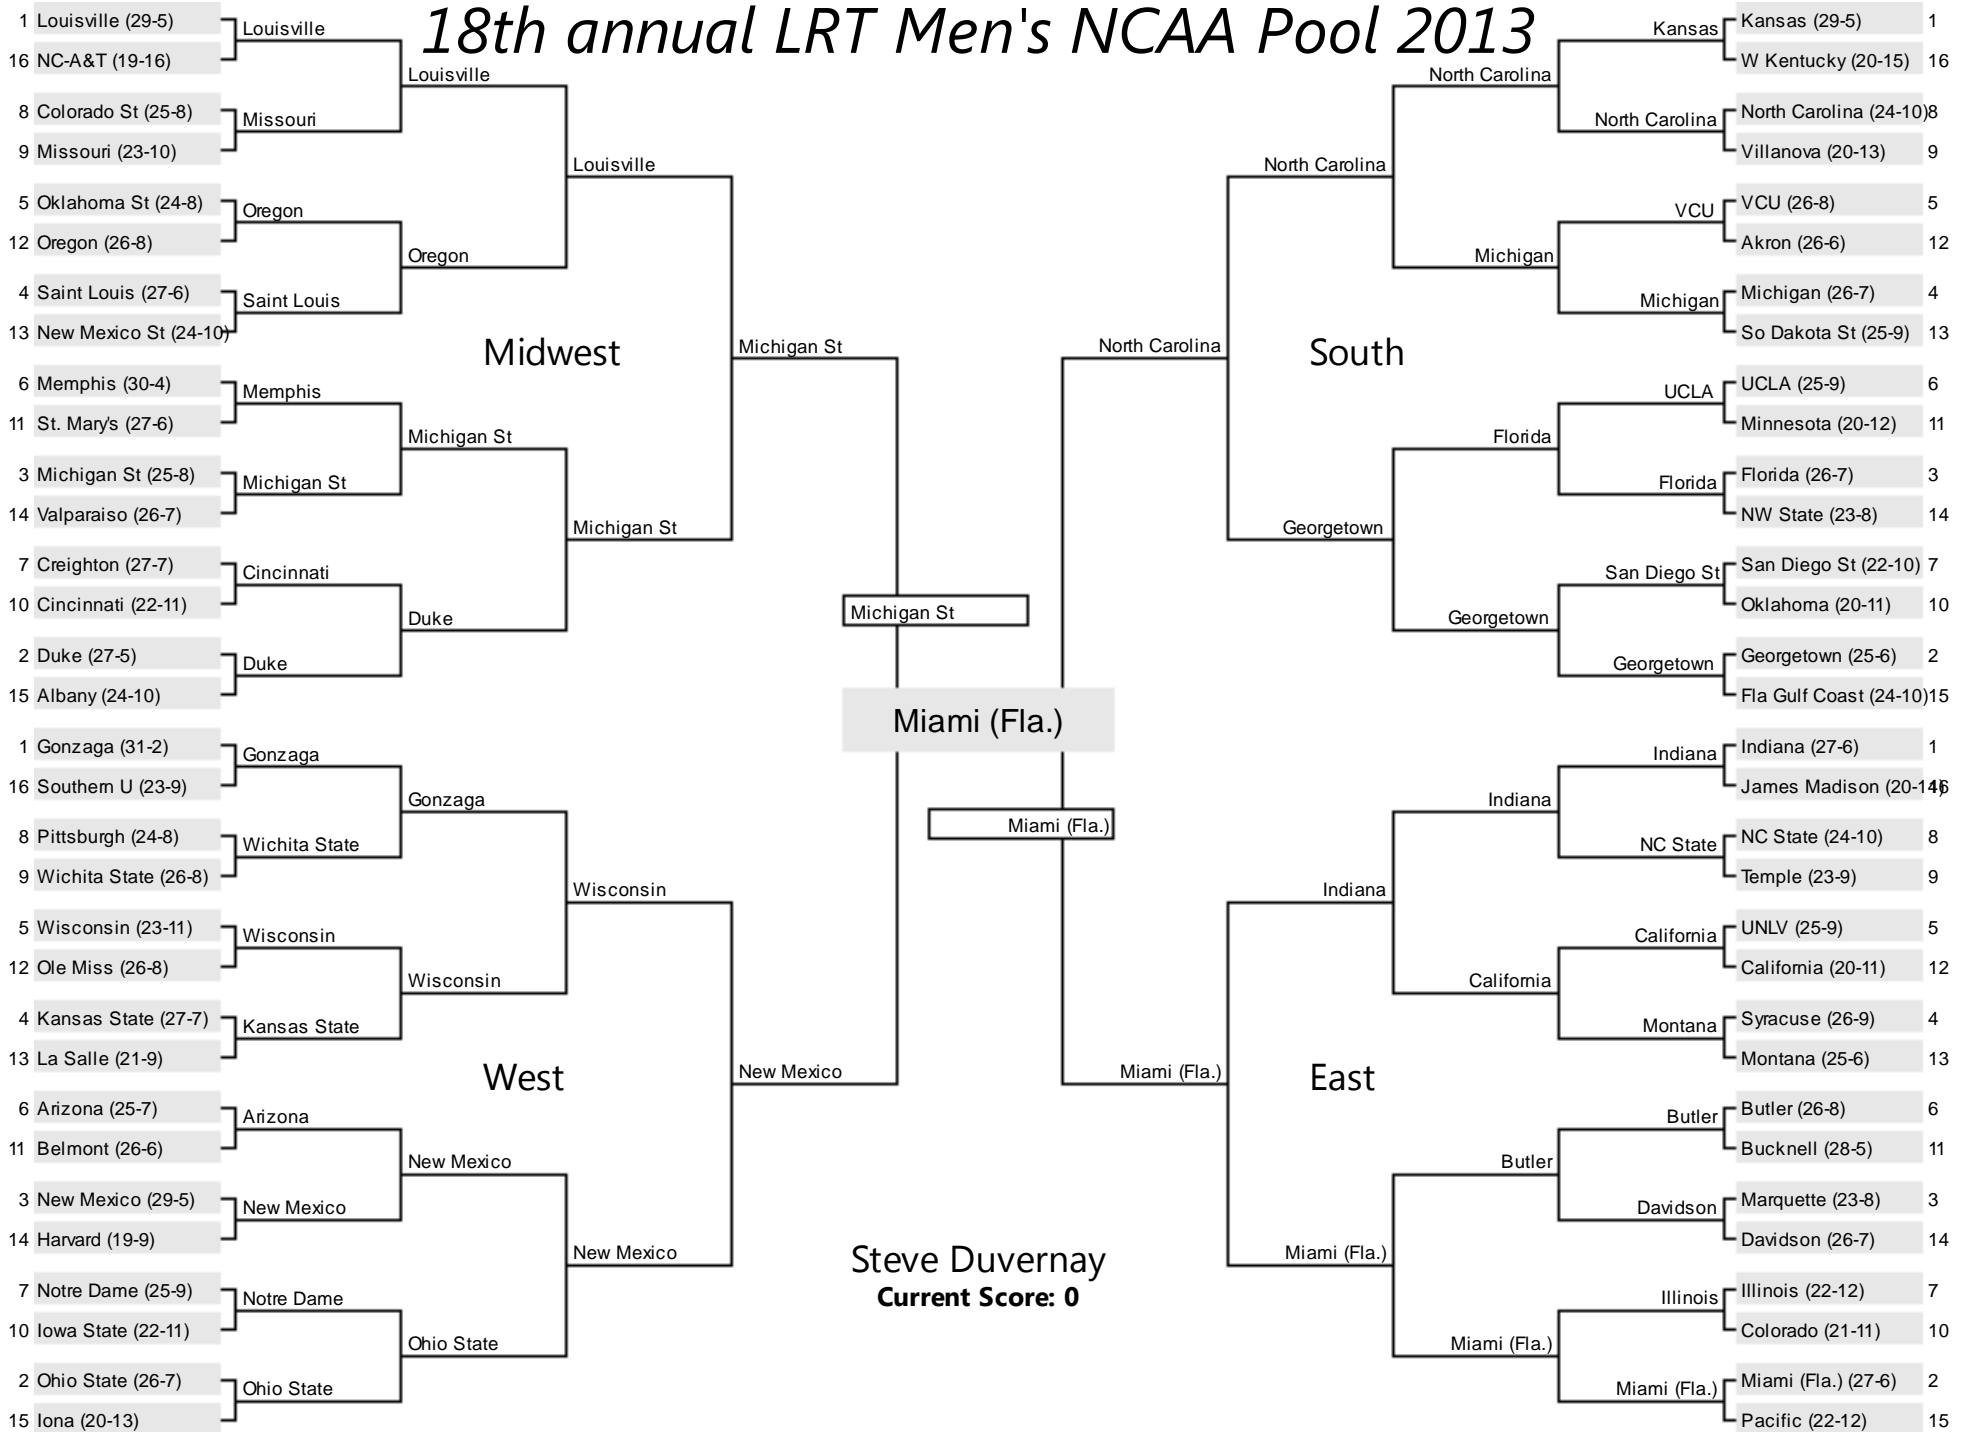 18th annual LRT Men's NCAA Pool 2013
1 Louisville (29-5)
16 NC-A&T (19-16)
8 Colorado St (25-8)
9 Missouri (23-10)
5 Oklahoma St (24-8)
12 Oregon (26-8)
4 Saint Louis (27-6)
13 New Mexico St (24-10)
6 Memphis (30-4)
11 St. Mary's (27-6)
3 Michigan St (25-8)
14 Valparaiso (26-7)
7 Creighton (27-7)
10 Cincinnati (22-11)
2 Duke (27-5)
15 Albany (24-10)
Louisville
Missouri
Oregon
Saint Louis
Memphis
Michigan St
Cincinnati
Duke
Louisville
Oregon
Michigan St
Duke
Louisville
Michigan St
Michigan St
Midwest
1 Gonzaga (31-2)
16 Southern U (23-9)
8 Pittsburgh (24-8)
9 Wichita State (26-8)
5 Wisconsin (23-11)
12 Ole Miss (26-8)
4 Kansas State (27-7)
13 La Salle (21-9)
6 Arizona (25-7)
11 Belmont (26-6)
3 New Mexico (29-5)
14 Harvard (19-9)
7 Notre Dame (25-9)
10 Iowa State (22-11)
2 Ohio State (26-7)
15 Iona (20-13)
Gonzaga
Wichita State
Wisconsin
Kansas State
Arizona
New Mexico
Notre Dame
Ohio State
Gonzaga
Wisconsin
New Mexico
Ohio State
Wisconsin
New Mexico
New Mexico
West
Michigan St
Miami (Fla.)
Miami (Fla.)
Steve Duvernay
Current Score: 0
Kansas (29-5) 1
W Kentucky (20-15) 16
North Carolina (24-10) 8
Villanova (20-13) 9
VCU (26-8) 5
Akron (26-6) 12
Michigan (26-7) 4
So Dakota St (25-9) 13
UCLA (25-9) 6
Minnesota (20-12) 11
Florida (26-7) 3
NW State (23-8) 14
San Diego St (22-10) 7
Oklahoma (20-11) 10
Georgetown (25-6) 2
Fla Gulf Coast (24-10) 15
Kansas
North Carolina
VCU
Michigan
UCLA
Florida
San Diego St
Georgetown
North Carolina
Michigan
Florida
Georgetown
North Carolina
Georgetown
North Carolina
South
Indiana (27-6) 1
James Madison (20-14) 16
NC State (24-10) 8
Temple (23-9) 9
UNLV (25-9) 5
California (20-11) 12
Syracuse (26-9) 4
Montana (25-6) 13
Butler (26-8) 6
Bucknell (28-5) 11
Marquette (23-8) 3
Davidson (26-7) 14
Illinois (22-12) 7
Colorado (21-11) 10
Miami (Fla.) (27-6) 2
Pacific (22-12) 15
Indiana
NC State
California
Montana
Butler
Davidson
Illinois
Miami (Fla.)
Indiana
California
Butler
Miami (Fla.)
Indiana
Miami (Fla.)
Miami (Fla.)
East